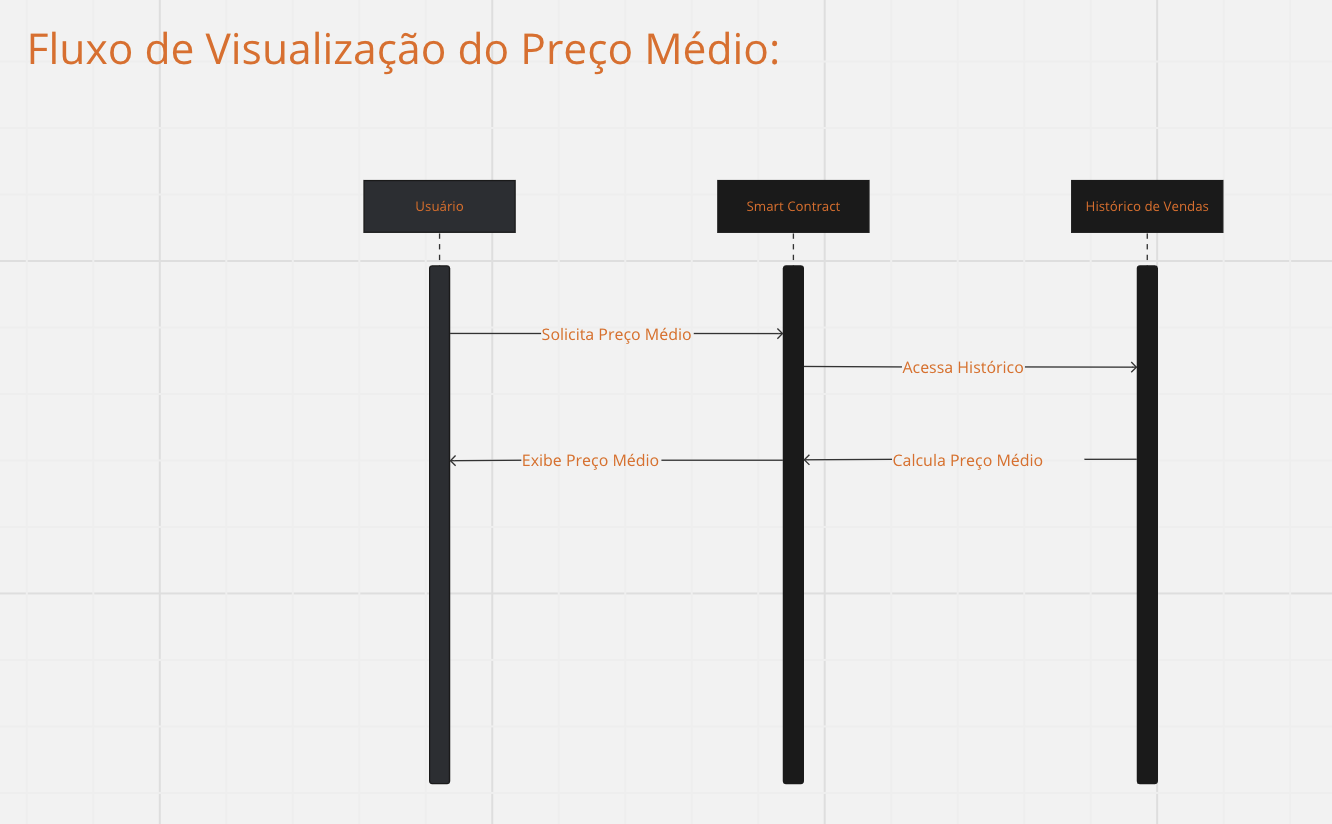 Fluxo de Visualização do Preço Médio:
Usuário
Smart Contract
Histórico de Vendas
Solicita Preço Médio
Acessa Histórico
Exibe Preço Médio
Calcula Preço Médio